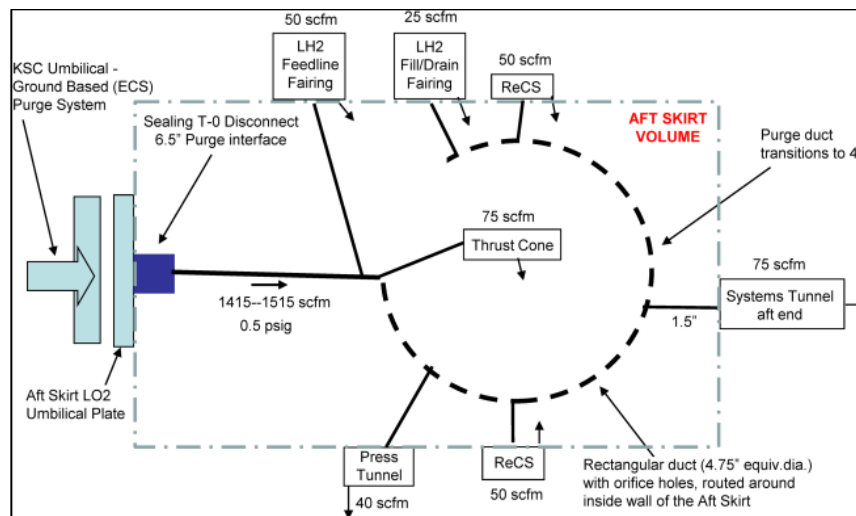 50 scfm
25 scfm
LH2
Feedline
Fairing
LH2
Fill/Drain
Fairing
50 scfm
ReCS
KSC Umbilical -
Ground Based (ECS)
Purge System
Sealing T-0 Disconnect
6.5" Purge interface
AFT SKIRT
VOLUME
Purge duct
transitions to 4
75 scfm
Thrust Cone
75 scfm
Systems Tunnel
aft end
1415--1515 scfm
0.5 psig
1.5"
Aft Skirt LO2
Umbilical Plate
Press
Tunnel
40 scfm
ReCS
50 scfm
Rectangular duct (4.75" equiv.dia.)
with orifice holes, routed around
inside wall of the Aft Skirt